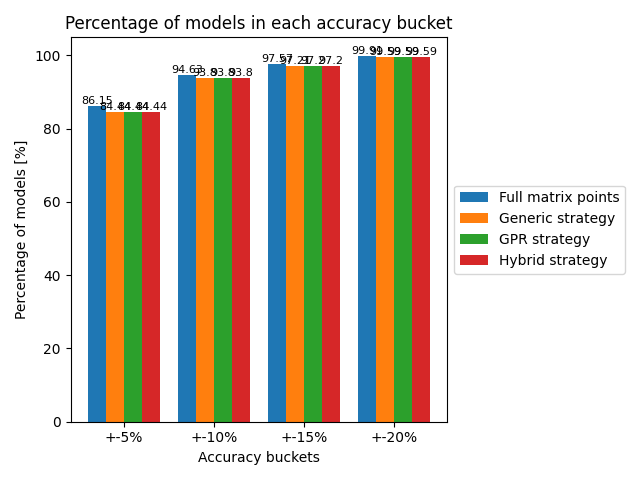 Percentage of models in each accuracy bucket
Percentage of models [%]
100
80
60
40
20
0
86.15 84.44 84.44 84.44
94.63 93.8 93.8 93.8
97.57 97.21 97.2 97.2
99.91 99.59 99.59 99.59
+-5% +-10% +-15% +-20%
Accuracy buckets
Full matrix points
Generic strategy
GPR strategy
Hybrid strategy